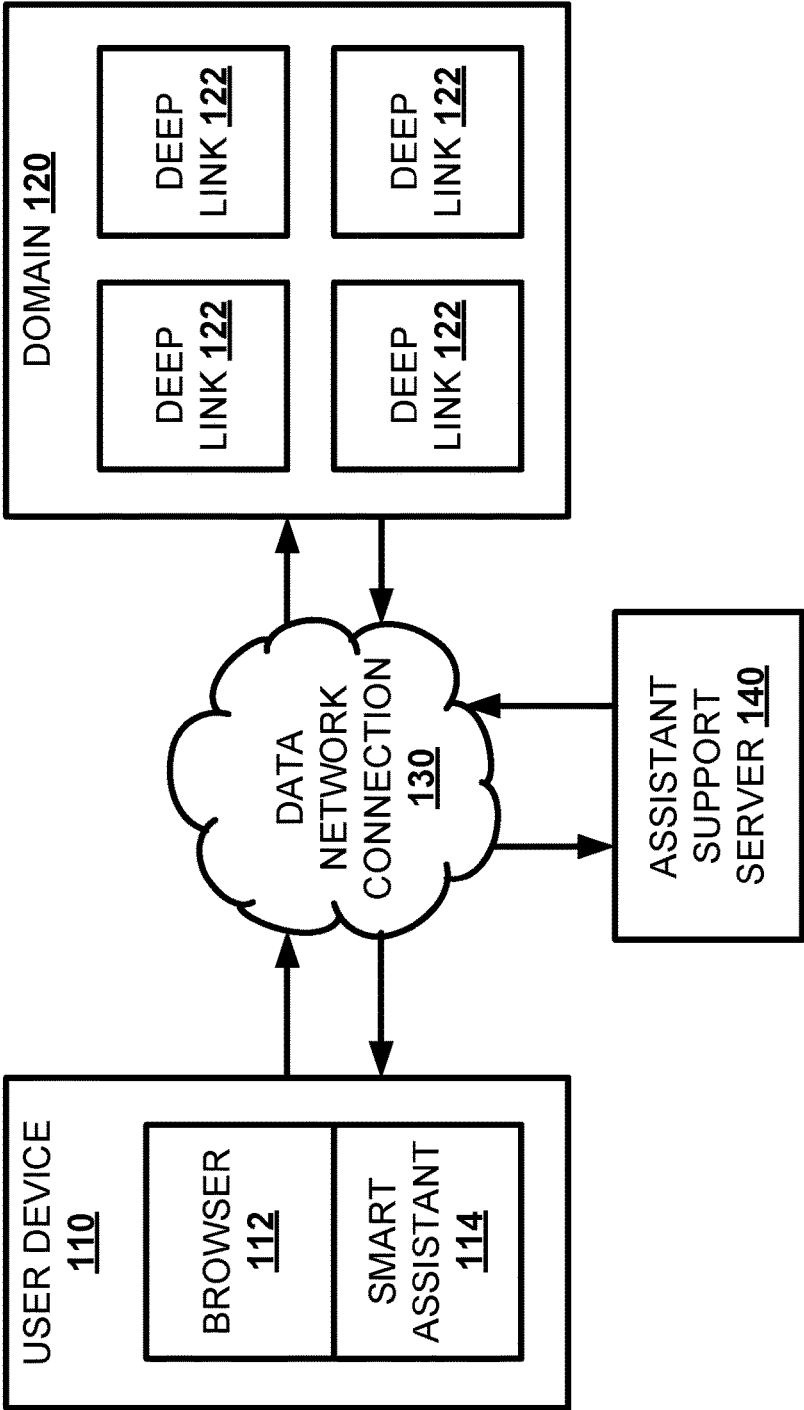 USER DEVICE
110
BROWSER
112
SMART
ASSISTANT
114
DATA
NETWORK
CONNECTION
130
DOMAIN 120
DEEP
LINK 122
DEEP
LINK 122
DEEP
LINK 122
DEEP
LINK 122
ASSISTANT
SUPPORT
SERVER 140